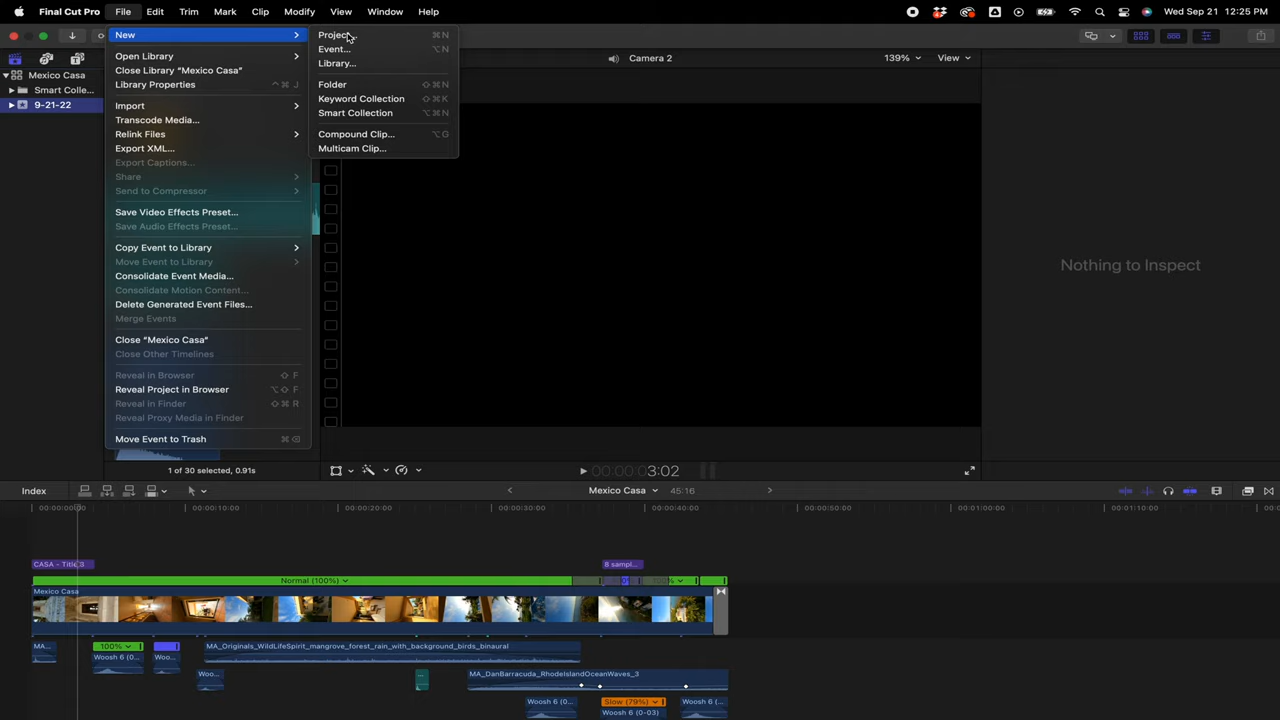 Final Cut Pro File Edit Trim Mark Clip Modify View Window Help Wed Sep 21 12:25 PM
New
Project...
⌘N
Event...
⌥N
Open Library
Library...
Camera 2
139%
View
Close Library "Mexico Casa"
Mexico Casa
Library Properties
⌃⌘J
Folder
⇧⌘N
Smart Colle...
Keyword Collection
⇧⌘K
9-21-22
Import
Smart Collection
⌥⌘N
Transcode Media...
Relink Files
Compound Clip...
⌥G
Export XML...
Multicam Clip...
Export Captions...
Share
Send to Compressor
Save Video Effects Preset...
Save Audio Effects Preset...
Copy Event to Library
Move Event to Library
Nothing to Inspect
Consolidate Event Media...
Consolidate Motion Content...
Delete Generated Event Files...
Merge Events
Close "Mexico Casa"
Close Other Timelines
Reveal in Browser
⇧F
Reveal Project in Browser
⌥⇧F
Reveal in Finder
⇧⌘R
Reveal Proxy Media in Finder
Move Event to Trash
⌘⌫
1 of 30 selected, 0.91s
00:00:00:3:02
Index
Mexico Casa
45:16
00:00:00:00 00:00:10:00 00:00:20:00 00:00:30:00 00:00:40:00 00:00:50:00 00:01:00:00 00:01:10:00
CASA - Title 3
B sampl...
Normal (100%)
Mexico Casa
MA...
100%
MA_Originals_WildLifeSpirit_mangrove_forest_rain_with_background_birds_binaural
Woosh 6 (0...
Woo...
Woo...
MA_DanBarracuda_RhodeIslandOceanWaves_3
Woosh 6 (0...
Slow (79%)
Woosh 6 (...
Woosh 6 (0-03)